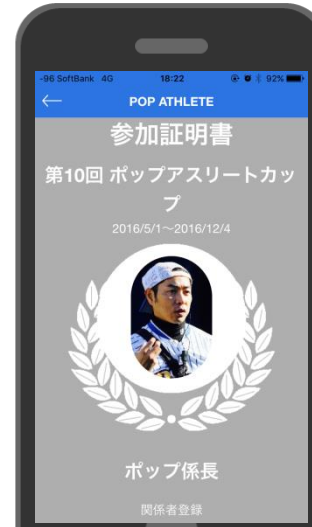 -96 SoftBank 4G 18:22 92%
POP ATHLETE
参加証明書
第10回 ポップアスリートカッ
プ
2016/5/1〜2016/12/4
ポップ係長
関係者登録